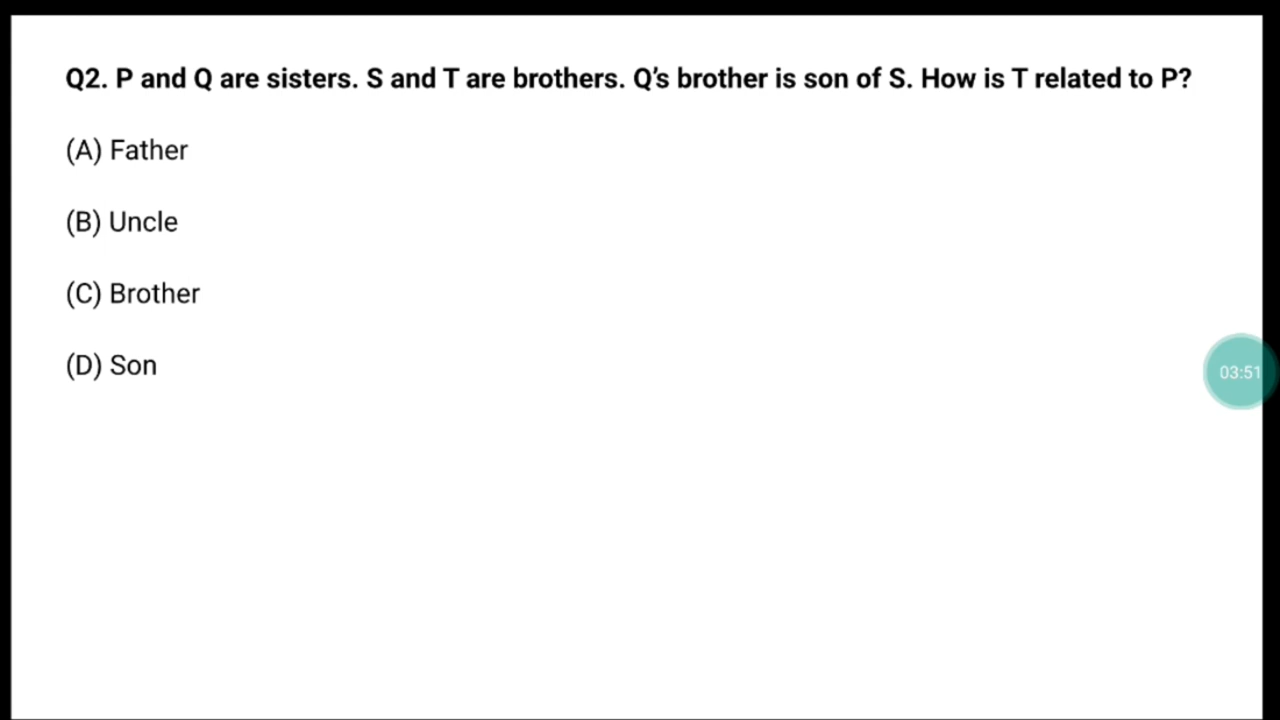 Q2. P and Q are sisters. S and T are brothers. Q’s brother is son of S. How is T related to P?
(A) Father
(B) Uncle
(C) Brother
(D) Son
03:51